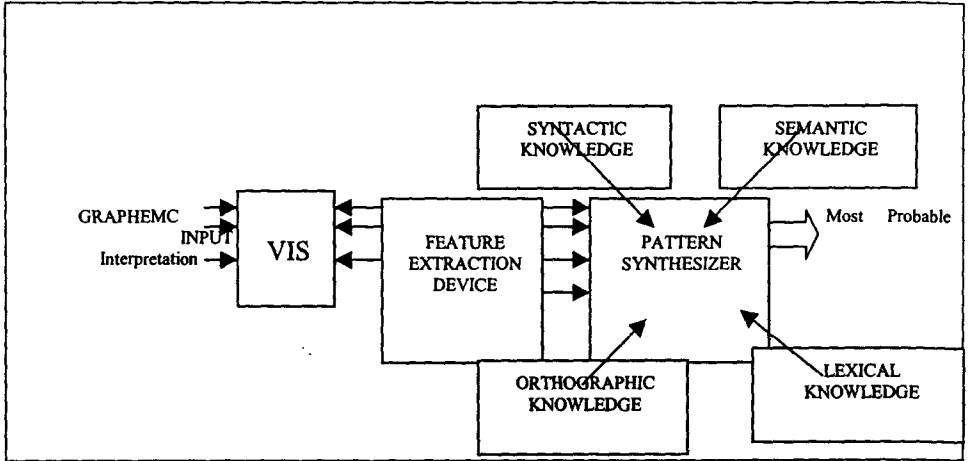 SYNTACTIC
KNOWLEDGE
SEMANTIC
KNOWLEDGE
GRAPHEMC
INPUT
Interpretation
VIS
FEATURE
EXTRACTION
DEVICE
PATTERN
SYNTHESIZER
Most Probable
ORTHOGRAPHIC
KNOWLEDGE
LEXICAL
KNOWLEDGE